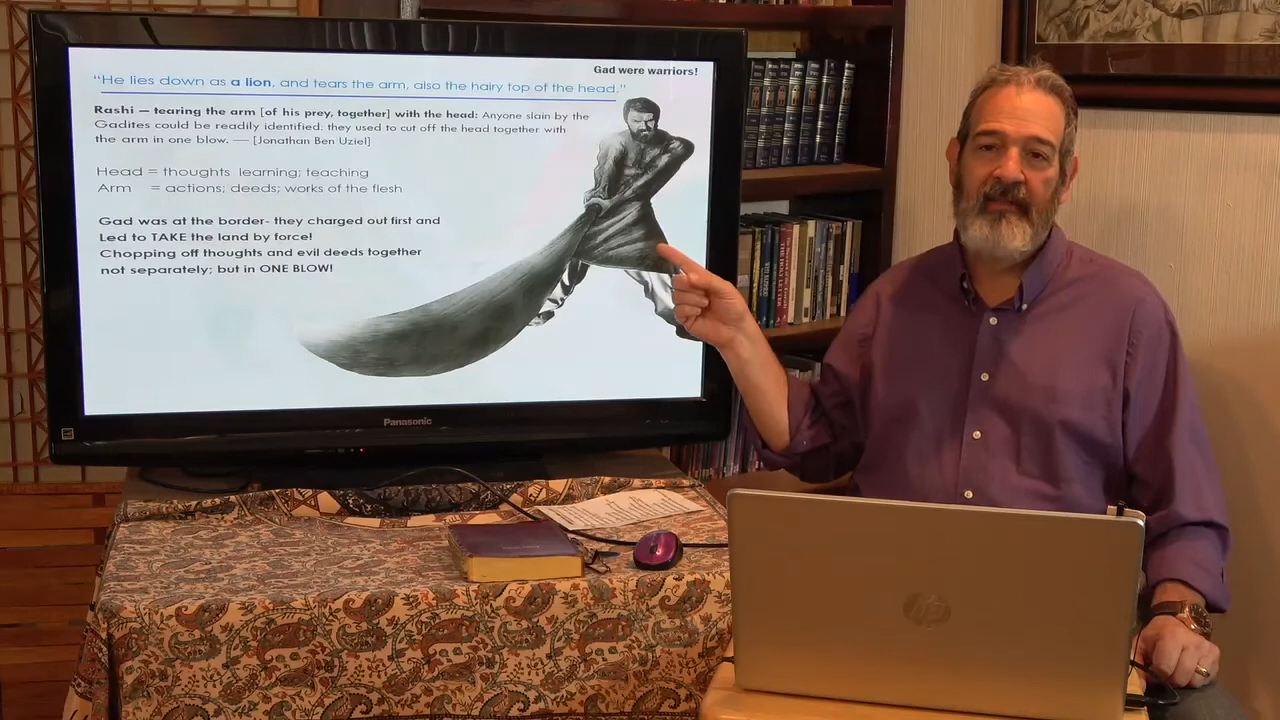 Gad were warriors!
"He lies down as a lion, and tears the arm, also the hairy top of the head."
Rashi – tearing the arm [of his prey, together] with the head: Anyone slain by the
Gadites could be readily identified: they used to cut off the head together with
the arm in one blow. — [Jonathan Ben Uziel]
Head = thoughts learning; teaching
Arm = actions; deeds; works of the flesh
Gad was at the border- they charged out first and
Led to TAKE the land by force!
Chopping off thoughts and evil deeds together
not separately; but in ONE BLOW!
Panasonic
hp